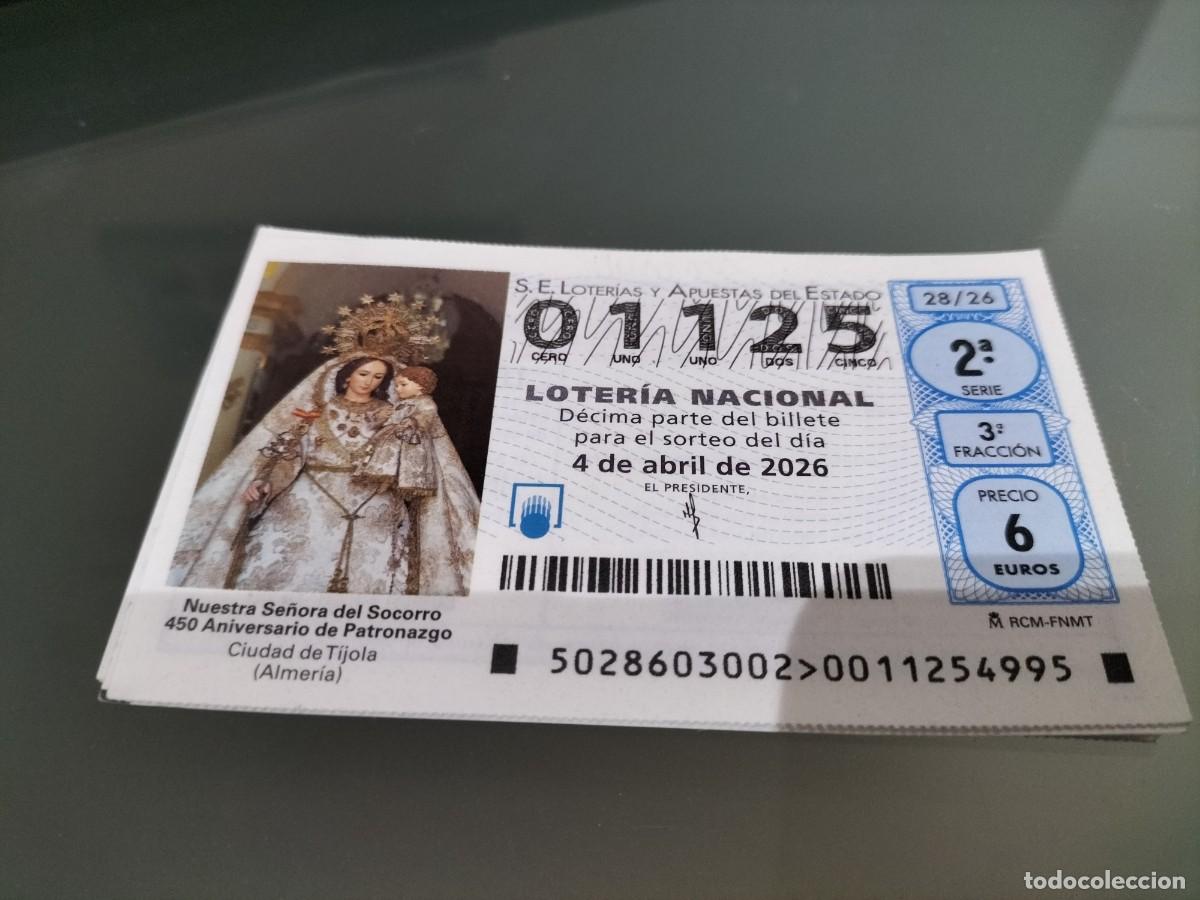 S. E. LOTERÍAS Y APUESTAS DEL ESTADO
01125
CERO UNO UNO DOS CINCO
LOTERÍA NACIONAL
Décima parte del billete
para el sorteo del día
4 de abril de 2026
EL PRESIDENTE,
28/26
2.ª
SERIE
3ª
FRACCIÓN
PRECIO
6
EUROS
RCM-FNMT
Nuestra Señora del Socorro
450 Aniversario de Patronazgo
Ciudad de Tíjola
(Almería)
5028603002>0011254995
todocoleccion